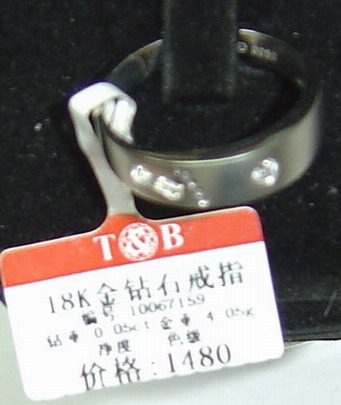 T&B
18K金钻石戒指
编号 10067159
钻重 0.05ct 金重 4.05g
净度 色级
价格:1480